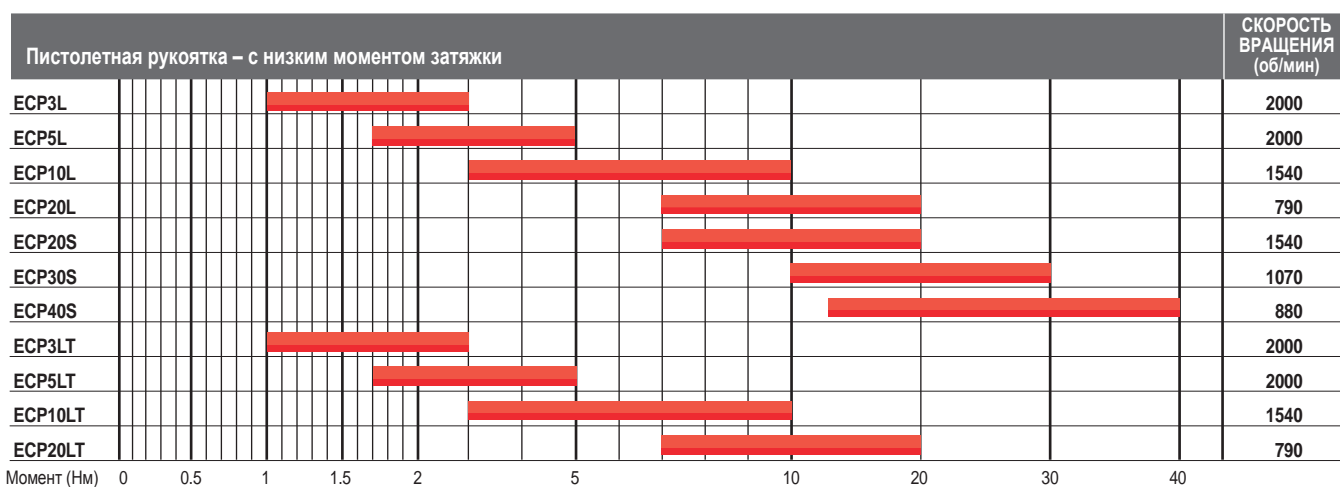 Пистолетная рукоятка – с низким моментом затяжки
СКОРОСТЬ
ВРАЩЕНИЯ
(об/мин)
ECP3L 2000
ECP5L 2000
ECP10L 1540
ECP20L 790
ECP20S 1540
ECP30S 1070
ECP40S 880
ECP3LT 2000
ECP5LT 2000
ECP10LT 1540
ECP20LT 790
Момент (Нм) 0 0.5 1 1.5 2 5 10 20 30 40